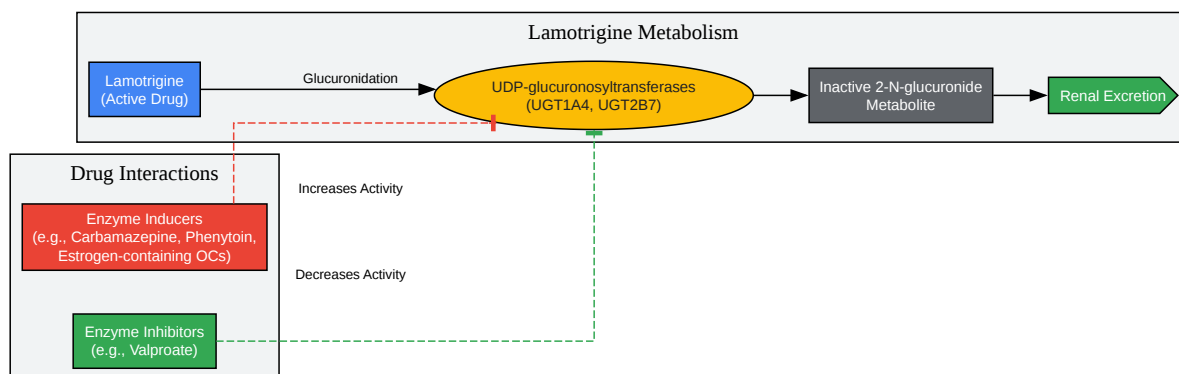 Lamotrigine Metabolism
Lamotrigine
(Active Drug)
Glucuronidation
UDP-glucuronosyltransferases
(UGT1A4, UGT2B7)
Inactive 2-N-glucuronide
Metabolite
Renal Excretion
Drug Interactions
Increases Activity
Enzyme Inducers
(e.g., Carbamazepine, Phenytoin,
Estrogen-containing OCs)
Decreases Activity
Enzyme Inhibitors
(e.g., Valproate)